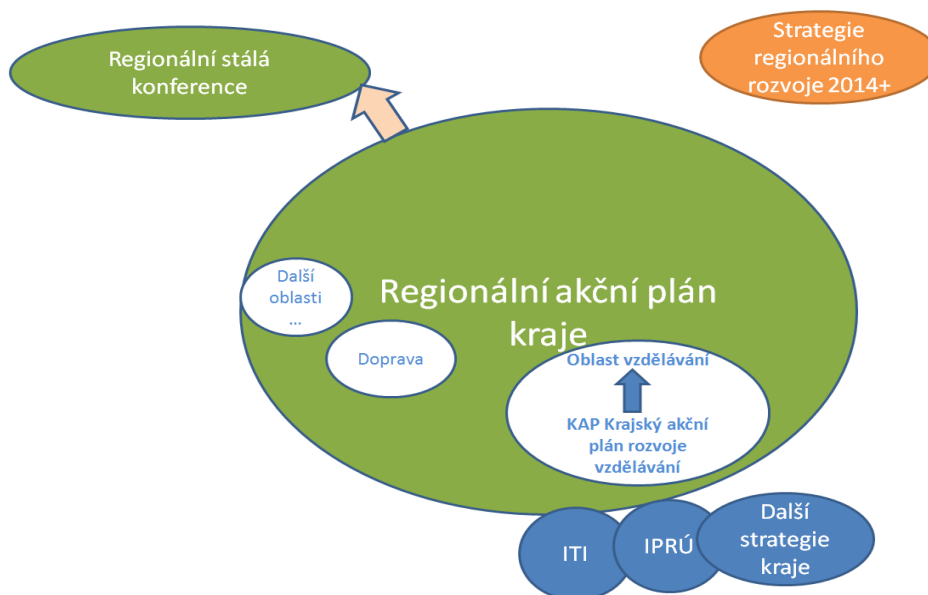 Regionální stálá
konference
Strategie
regionálního
rozvoje 2014+
Další
oblasti
...
Regionální akční plán
kraje
Doprava
Oblast vzdělávání
KAP Krajský akční
plán rozvoje
vzdělávání
ITI
IPRÚ
Další
strategie
kraje